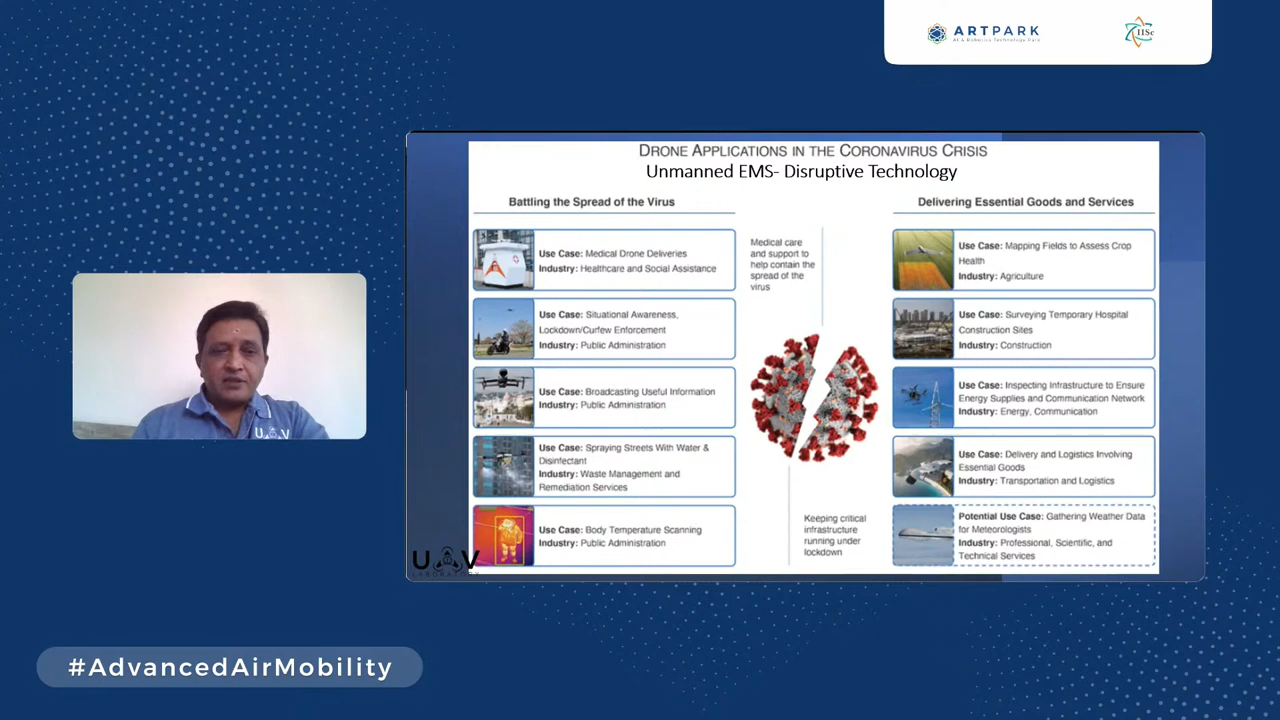 ARTPARK
AI & Robotics Technology Park
IISc
DRONE APPLICATIONS IN THE CORONAVIRUS CRISIS
Unmanned EMS- Disruptive Technology
Battling the Spread of the Virus
Use Case: Medical Drone Deliveries
Industry: Healthcare and Social Assistance
Use Case: Situational Awareness,
Lockdown/Curfew Enforcement
Industry: Public Administration
Use Case: Broadcasting Useful Information
Industry: Public Administration
Use Case: Spraying Streets With Water &
Disinfectant
Industry: Waste Management and
Remediation Services
Use Case: Body Temperature Scanning
Industry: Public Administration
Medical care
and support to
help contain the
spread of the
virus
Keeping critical
infrastructure
running under
lockdown
Delivering Essential Goods and Services
Use Case: Mapping Fields to Assess Crop
Health
Industry: Agriculture
Use Case: Surveying Temporary Hospital
Construction Sites
Industry: Construction
Use Case: Inspecting Infrastructure to Ensure
Energy Supplies and Communication Network
Industry: Energy, Communication
Use Case: Delivery and Logistics Involving
Essential Goods
Industry: Transportation and Logistics
Potential Use Case: Gathering Weather Data
for Meteorologists
Industry: Professional, Scientific, and
Technical Services
UAV
LABORATORY
UAV
#AdvancedAirMobility